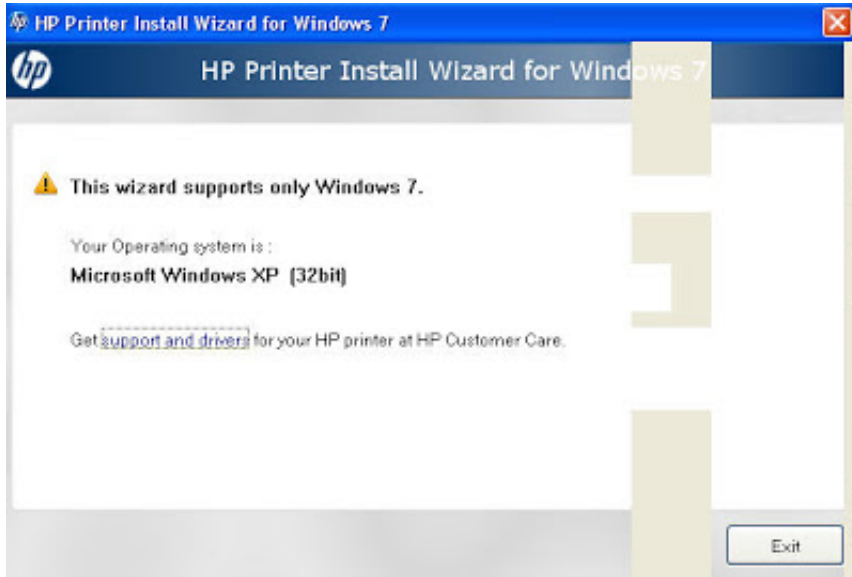 HP Printer Install Wizard for Windows 7
hp
HP Printer Install Wizard for Windows 7
This wizard supports only Windows 7.
Your Operating system is :
Microsoft Windows XP (32bit)
Get support and drivers for your HP printer at HP Customer Care.
Exit